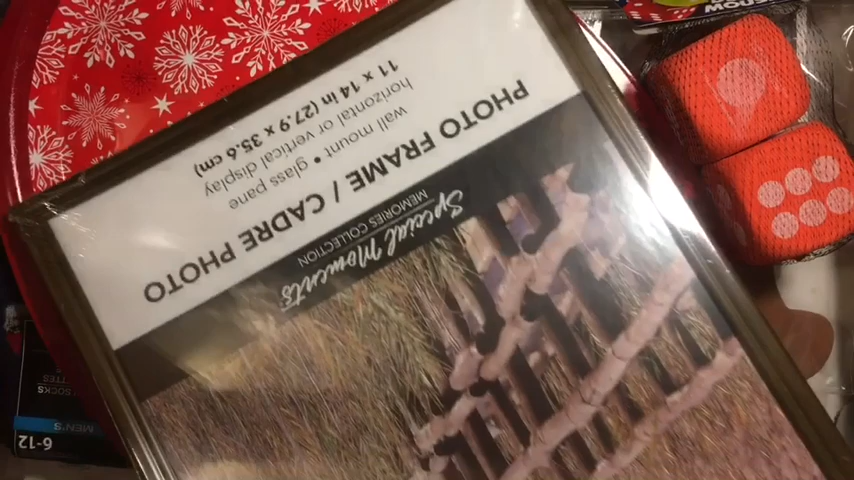 Special Moments
MEMORIES COLLECTION
PHOTO FRAME / CADRE PHOTO
wall mount • glass pane
horizontal or vertical display
11 x 14 in (27.9 x 35.6 cm)
MEN'S
6-12
SOCKS